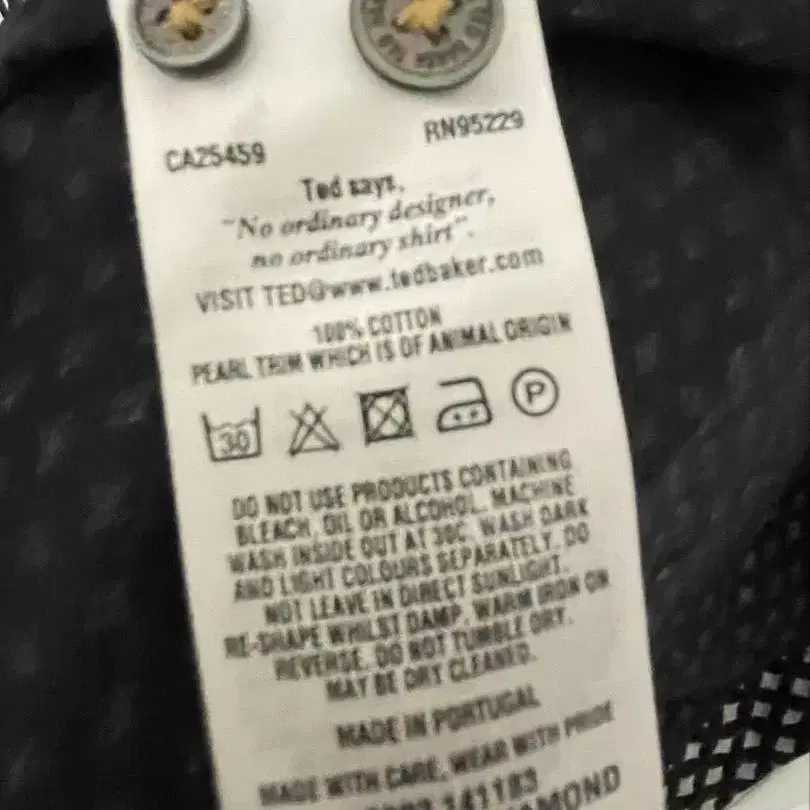 CA25459
RN95229
Ted says,
"No ordinary designer,
no ordinary shirt".
VISIT TED@www.tedbaker.com
100% COTTON
PEARL TRIM WHICH IS OF ANIMAL ORIGIN
30
P
DO NOT USE PRODUCTS CONTAINING
BLEACH, OIL OR ALCOHOL. MACHINE
WASH INSIDE OUT AT 30C. WASH DARK
AND LIGHT COLOURS SEPARATELY. DO
NOT LEAVE IN DIRECT SUNLIGHT.
RE-SHAPE WHILST DAMP. WARM IRON ON
REVERSE. DO NOT TUMBLE DRY.
MAY BE DRY CLEANED.
MADE IN PORTUGAL
MADE WITH CARE, WEAR WITH PRIDE
141183